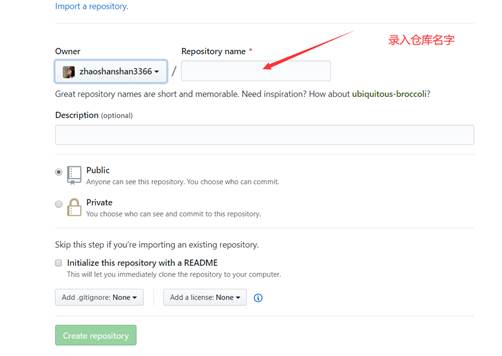 Import a repository.
录入仓库名字
Owner Repository name *
zhaoshanshan3366 /
Great repository names are short and memorable. Need inspiration? How about ubiquitous-broccoli?
Description (optional)
Public
Anyone can see this repository. You choose who can commit.
Private
You choose who can see and commit to this repository.
Skip this step if you're importing an existing repository.
Initialize this repository with a README
This will let you immediately clone the repository to your computer.
Add .gitignore: None Add a license: None
Create repository